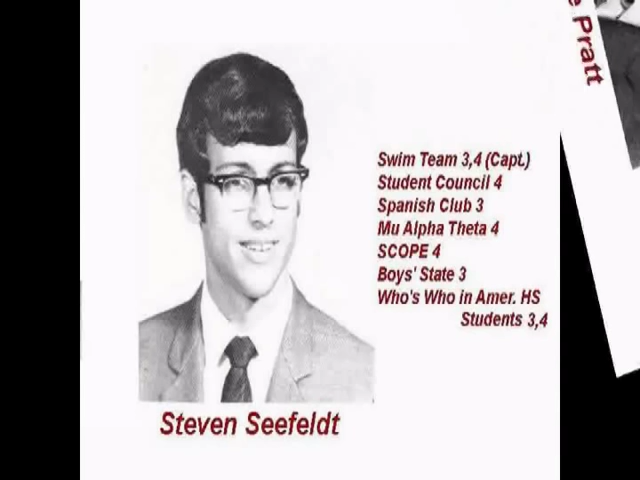 Swim Team 3,4 (Capt.)
Student Council 4
Spanish Club 3
Mu Alpha Theta 4
SCOPE 4
Boys' State 3
Who's Who in Amer. HS
Students 3,4
Steven Seefeldt
Pratt